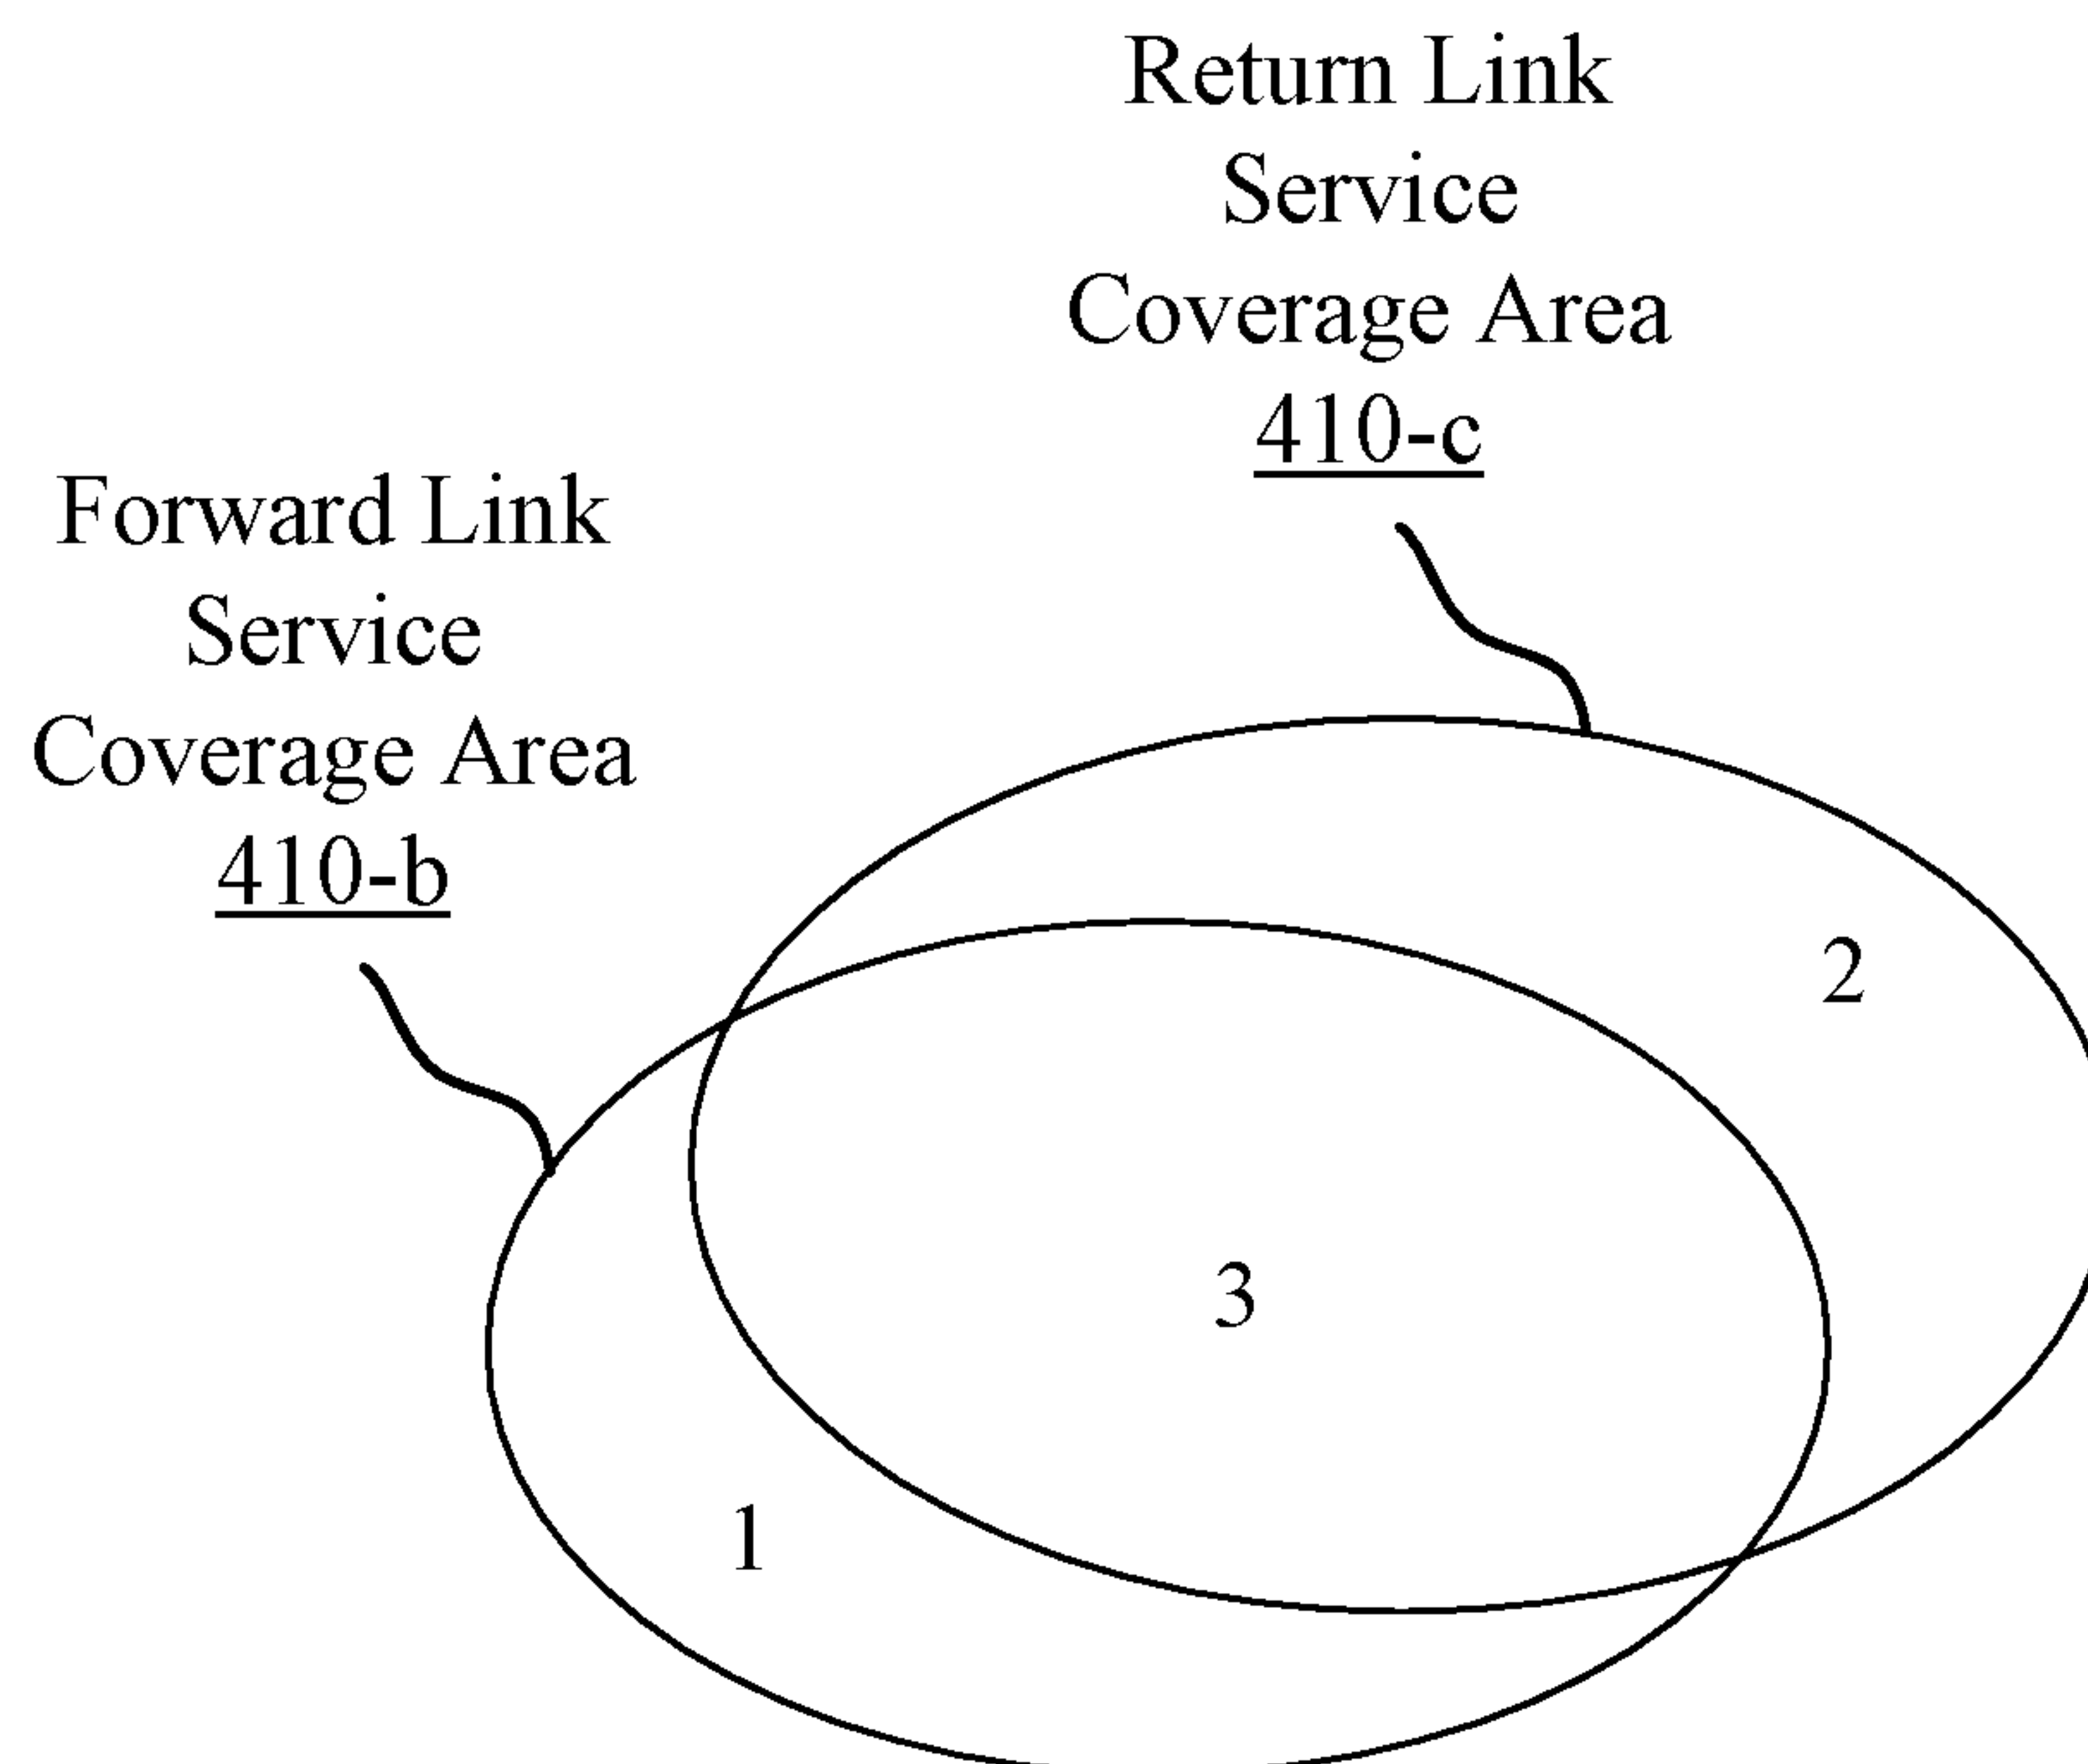 Return Link
Service
Coverage Area
410-c
Forward Link
Service
Coverage Area
410-b
2
3
1